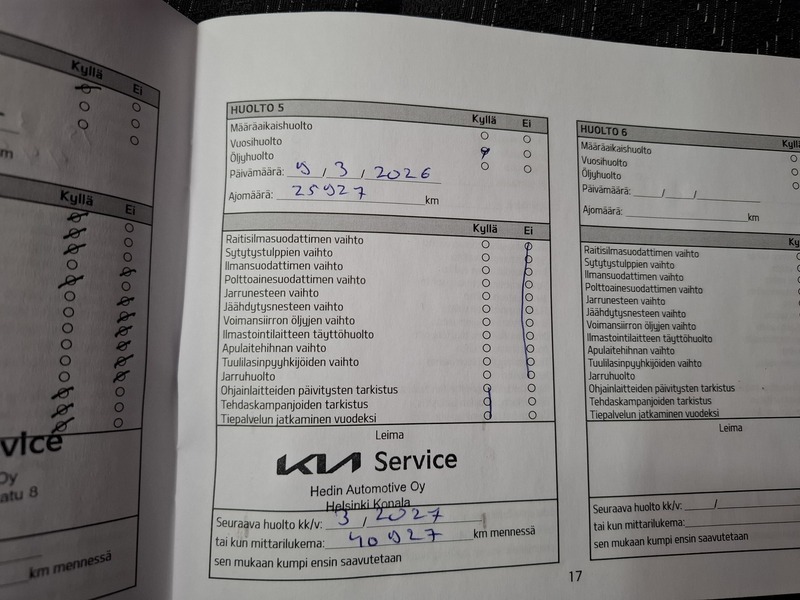 Kyllä Ei
m
Kyllä Ei
vice
Oy
atu 8
km mennessä
HUOLTO 5
Kyllä Ei
Määräaikaishuolto
Vuosihuolto
Öljyhuolto
Päivämäärä: 9 / 3 / 2026
Ajomäärä: 25927 km
Kyllä Ei
Raitisilmasuodattimen vaihto
Sytytystulppien vaihto
Ilmansuodattimen vaihto
Polttoainesuodattimen vaihto
Jarrunesteen vaihto
Jäähdytysnesteen vaihto
Voimansiirron öljyjen vaihto
Ilmastointilaitteen täyttöhuolto
Apulaitehihnan vaihto
Tuulilasinpyyhkijöiden vaihto
Jarruhuolto
Ohjainlaitteiden päivitysten tarkistus
Tehdaskampanjoiden tarkistus
Tiepalvelun jatkaminen vuodeksi
Leima
KIA Service
Hedin Automotive Oy
Helsinki Konala
Seuraava huolto kk/v: 3 / 2027
tai kun mittarilukema: 40927 km mennessä
sen mukaan kumpi ensin saavutetaan
17
HUOLTO 6
Kyllä
Määräaikaishuolto
Vuosihuolto
Öljyhuolto
Päivämäärä: / /
Ajomäärä: km
Ky
Raitisilmasuodattimen vaihto
Sytytystulppien vaihto
Ilmansuodattimen vaihto
Polttoainesuodattimen vaihto
Jarrunesteen vaihto
Jäähdytysnesteen vaihto
Voimansiirron öljyjen vaihto
Ilmastointilaitteen täyttöhuolto
Apulaitehihnan vaihto
Tuulilasinpyyhkijöiden vaihto
Jarruhuolto
Ohjainlaitteiden päivitysten tarkistus
Tehdaskampanjoiden tarkistus
Tiepalvelun jatkaminen vuodeksi
Leima
Seuraava huolto kk/v: /
tai kun mittarilukema:
sen mukaan kumpi ensin saavutetaan